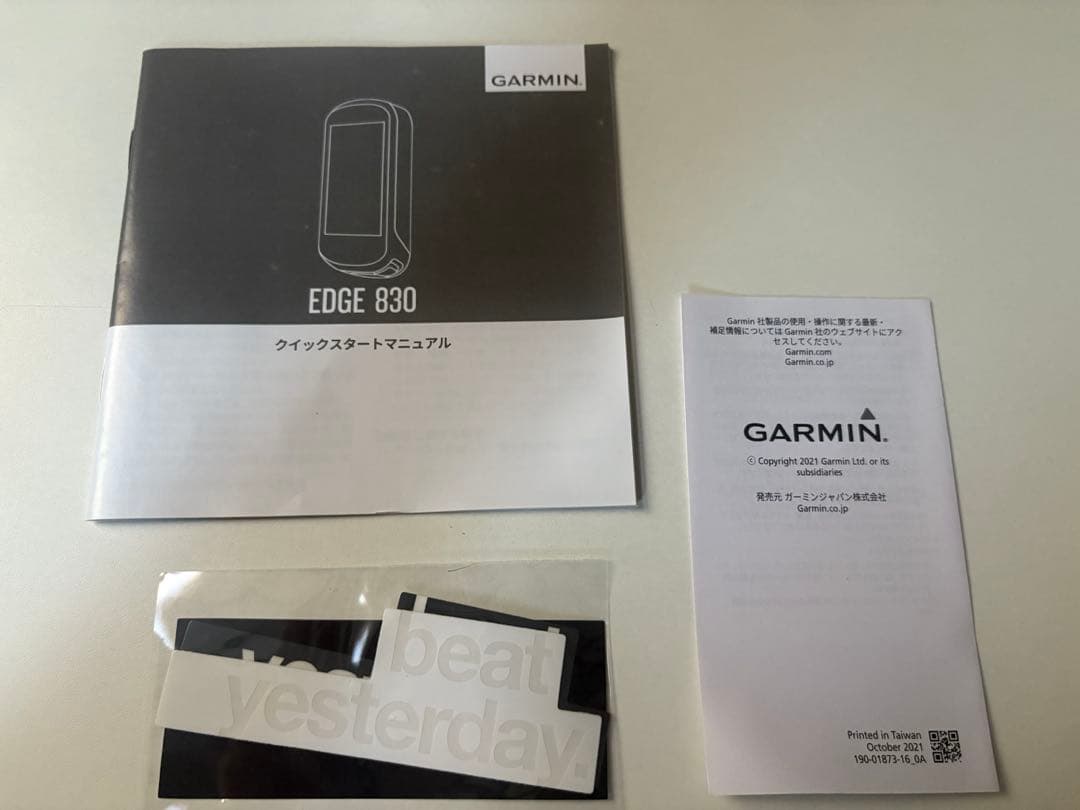 GARMIN.
EDGE 830
クイックスタートマニュアル
Garmin 社製品の使用・操作に関する最新・
補足情報については Garmin 社のウェブサイトにアク
セスしてください。
Garmin.com
Garmin.co.jp
GARMIN®
© Copyright 2021 Garmin Ltd. or its
subsidiaries
発売元 ガーミンジャパン株式会社
Garmin.co.jp
Printed in Taiwan
October 2021
190-01873-16_0A
beat
yesterday.